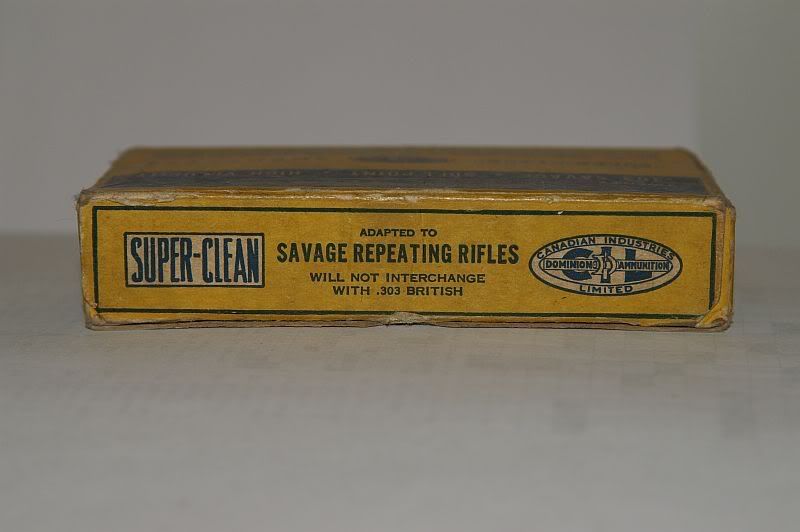 SUPER-CLEAN
ADAPTED TO
SAVAGE REPEATING RIFLES
WILL NOT INTERCHANGE
WITH .303 BRITISH
CANADIAN INDUSTRIES
DOMINION AMMUNITION
LIMITED